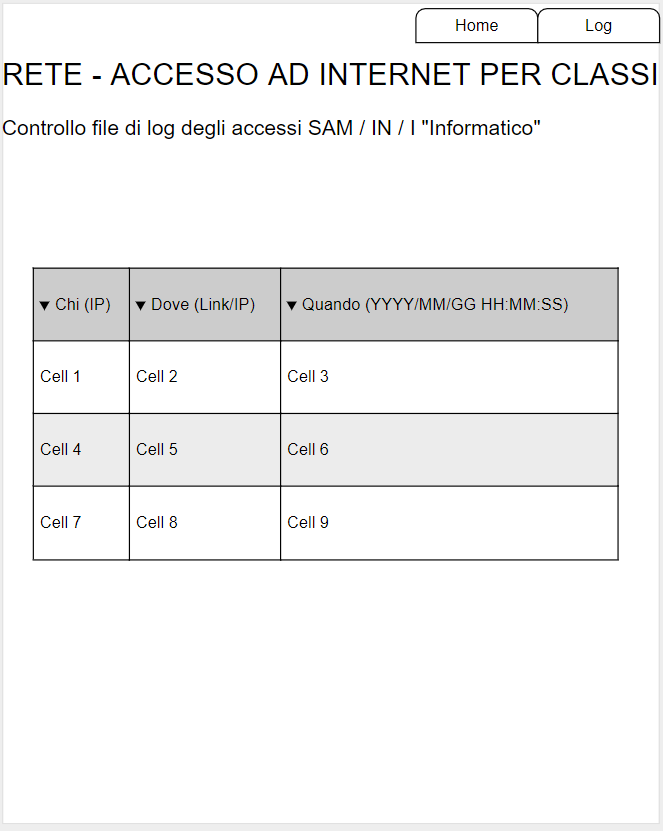 Home Log
RETE - ACCESSO AD INTERNET PER CLASSI
Controllo file di log degli accessi SAM / IN / I "Informatico"
▼ Chi (IP) ▼ Dove (Link/IP) ▼ Quando (YYYY/MM/GG HH:MM:SS)
Cell 1 Cell 2 Cell 3
Cell 4 Cell 5 Cell 6
Cell 7 Cell 8 Cell 9